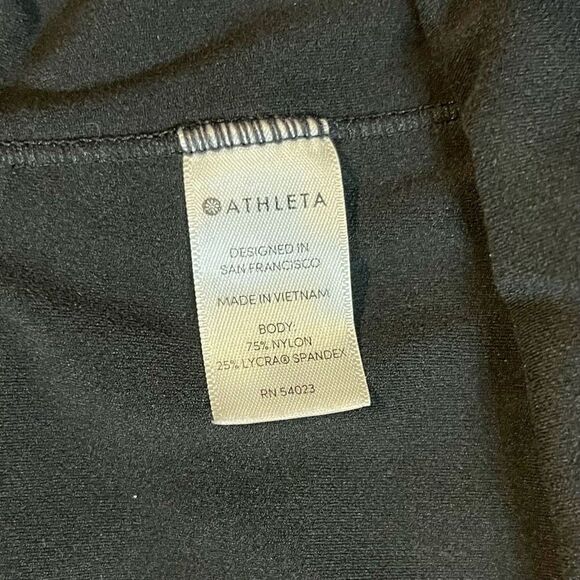 ATHLETA
DESIGNED IN
SAN FRANCISCO
MADE IN VIETNAM
BODY:
75% NYLON
25% LYCRA® SPANDEX
RN 54023